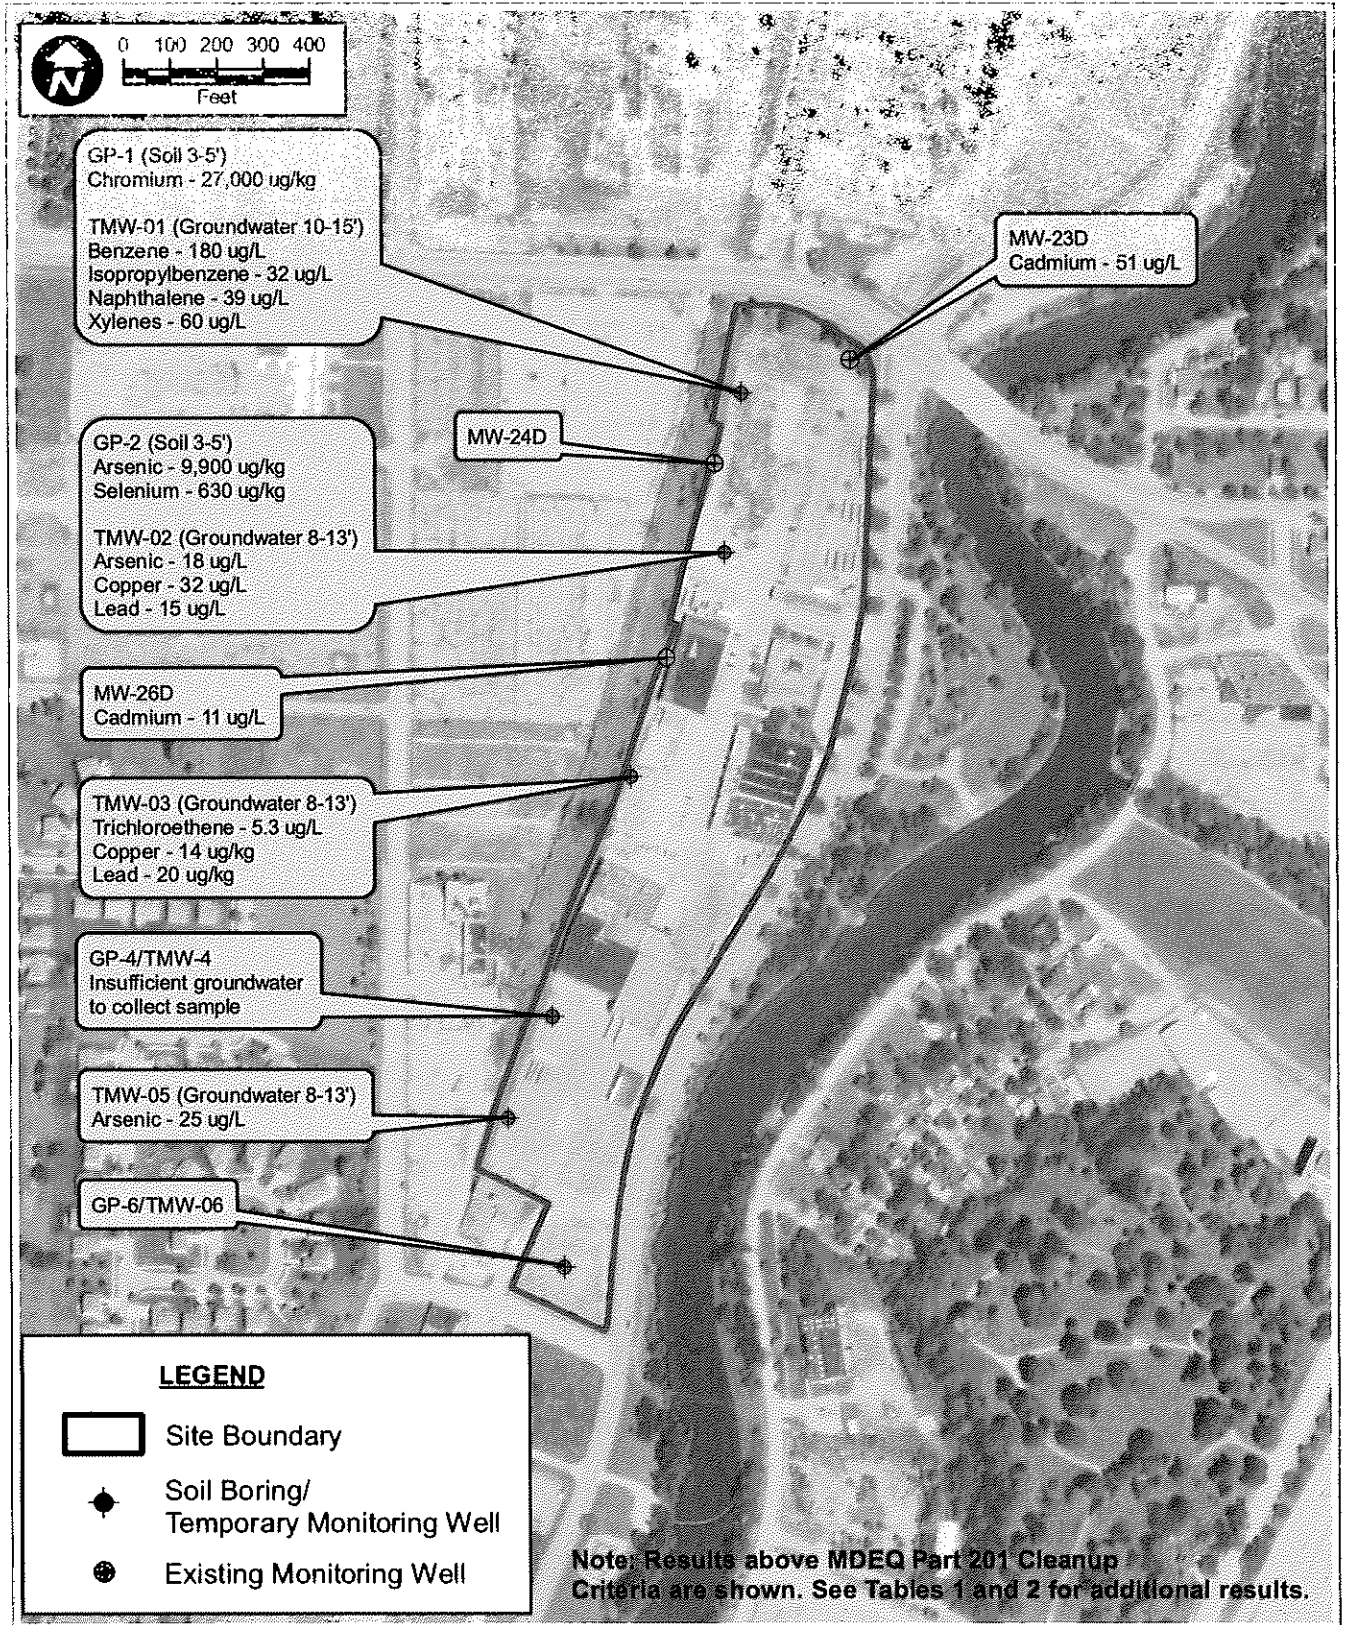 N
0 100 200 300 400
Feet
GP-1 (Soil 3-5')
Chromium - 27,000 ug/kg
TMW-01 (Groundwater 10-15')
Benzene - 180 ug/L
Isopropylbenzene - 32 ug/L
Naphthalene - 39 ug/L
Xylenes - 60 ug/L
MW-23D
Cadmium - 51 ug/L
MW-24D
GP-2 (Soil 3-5')
Arsenic - 9,900 ug/kg
Selenium - 630 ug/kg
TMW-02 (Groundwater 8-13')
Arsenic - 18 ug/L
Copper - 32 ug/L
Lead - 15 ug/L
MW-26D
Cadmium - 11 ug/L
TMW-03 (Groundwater 8-13')
Trichloroethene - 5.3 ug/L
Copper - 14 ug/kg
Lead - 20 ug/kg
GP-4/TMW-4
Insufficient groundwater
to collect sample
TMW-05 (Groundwater 8-13')
Arsenic - 25 ug/L
GP-6/TMW-06
LEGEND
Site Boundary
Soil Boring/
Temporary Monitoring Well
Existing Monitoring Well
Note: Results above MDEQ Part 201 Cleanup
Criteria are shown. See Tables 1 and 2 for additional results.